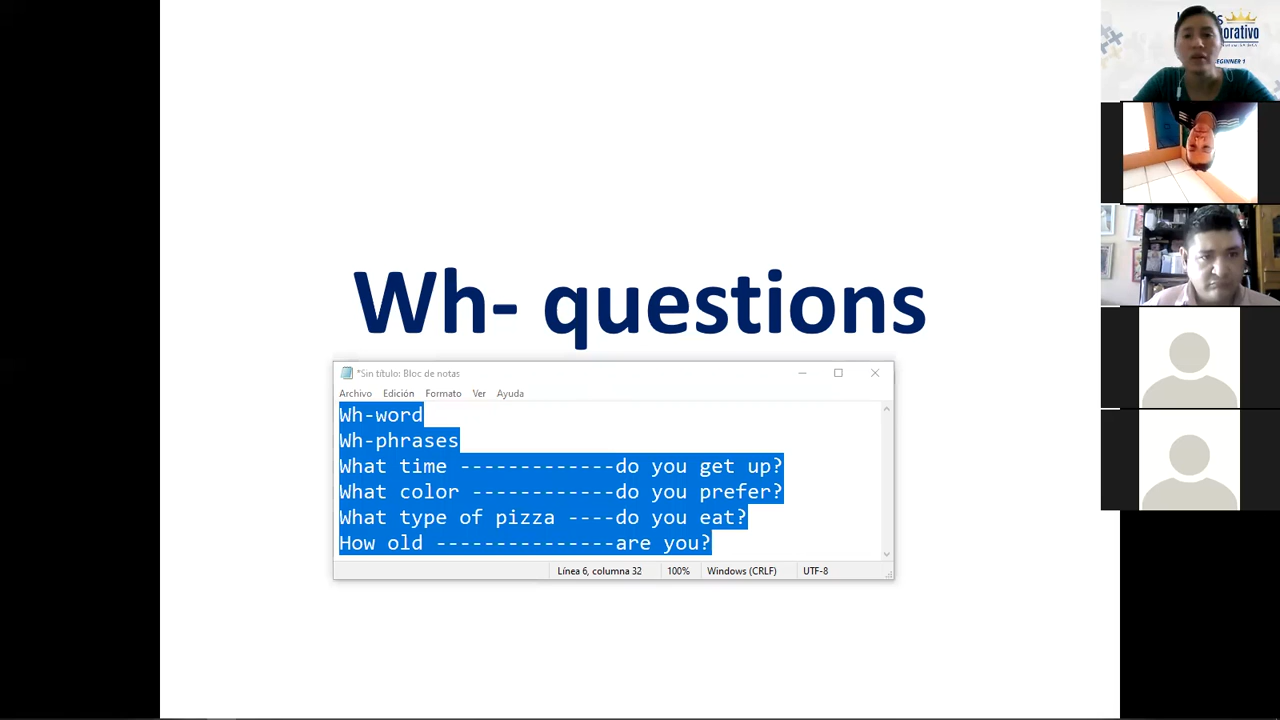 Wh- questions
*Sin título: Bloc de notas
Archivo Edición Formato Ver Ayuda
Wh-word
Wh-phrases
What time -------------do you get up?
What color ------------do you prefer?
What type of pizza ----do you eat?
How old ---------------are you?
Línea 6, columna 32 100% Windows (CRLF) UTF-8